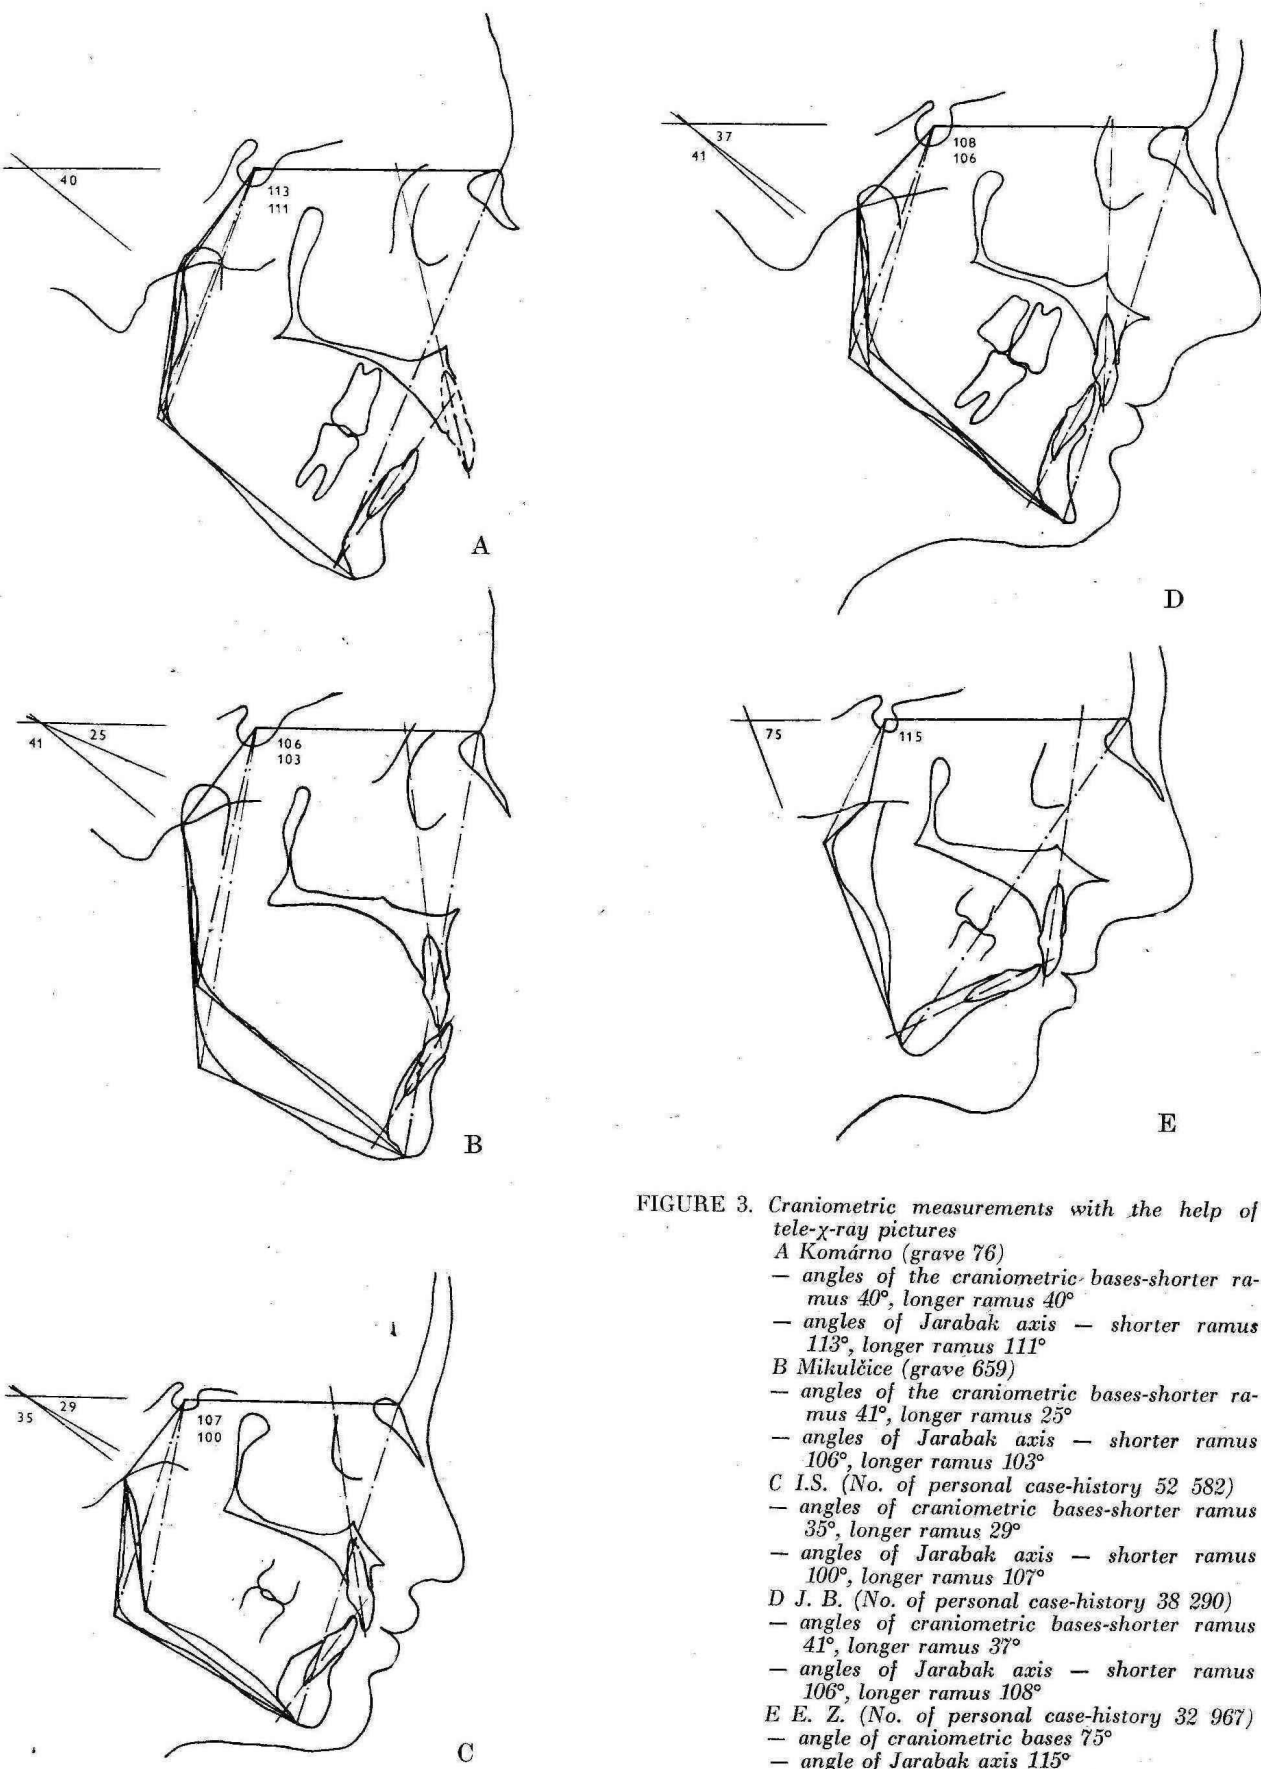 40
113
111
A
37
41
108
106
D
25
41
106
103
B
75
115
E
29
35
107
100
C
FIGURE 3. Craniometric measurements with the help of
tele-χ-ray pictures
A Komárno (grave 76)
— angles of the craniometric bases-shorter ra-
mus 40°, longer ramus 40°
— angles of Jarabak axis — shorter ramus
113°, longer ramus 111°
B Mikulčice (grave 659)
— angles of the craniometric bases-shorter ra-
mus 41°, longer ramus 25°
— angles of Jarabak axis — shorter ramus
106°, longer ramus 103°
C I.S. (No. of personal case-history 52 582)
— angles of craniometric bases-shorter ramus
35°, longer ramus 29°
— angles of Jarabak axis — shorter ramus
100°, longer ramus 107°
D J. B. (No. of personal case-history 38 290)
— angles of craniometric bases-shorter ramus
41°, longer ramus 37°
— angles of Jarabak axis — shorter ramus
106°, longer ramus 108°
E E. Z. (No. of personal case-history 32 967)
— angle of craniometric bases 75°
— angle of Jarabak axis 115°